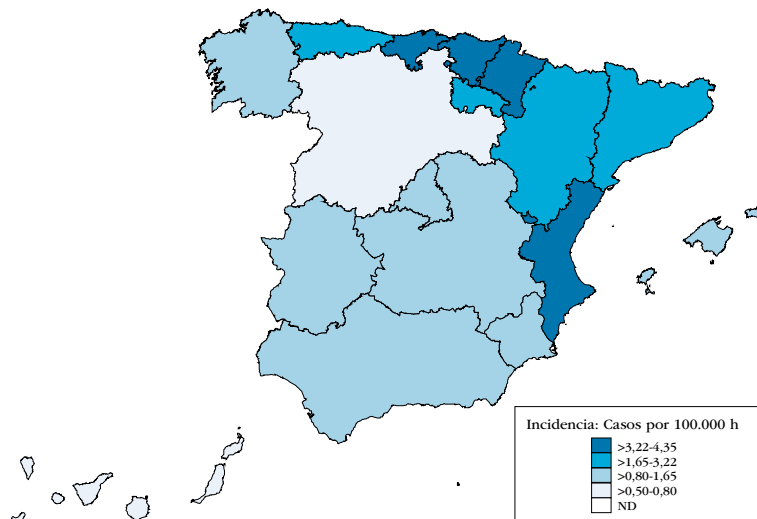 Incidencia: Casos por 100.000 h
>3,22-4,35
>1,65-3,22
>0,80-1,65
>0,50-0,80
ND